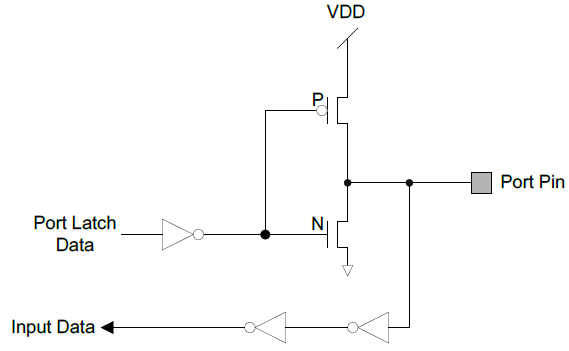 VDD
P
Port Pin
Port Latch
Data
N
Input Data